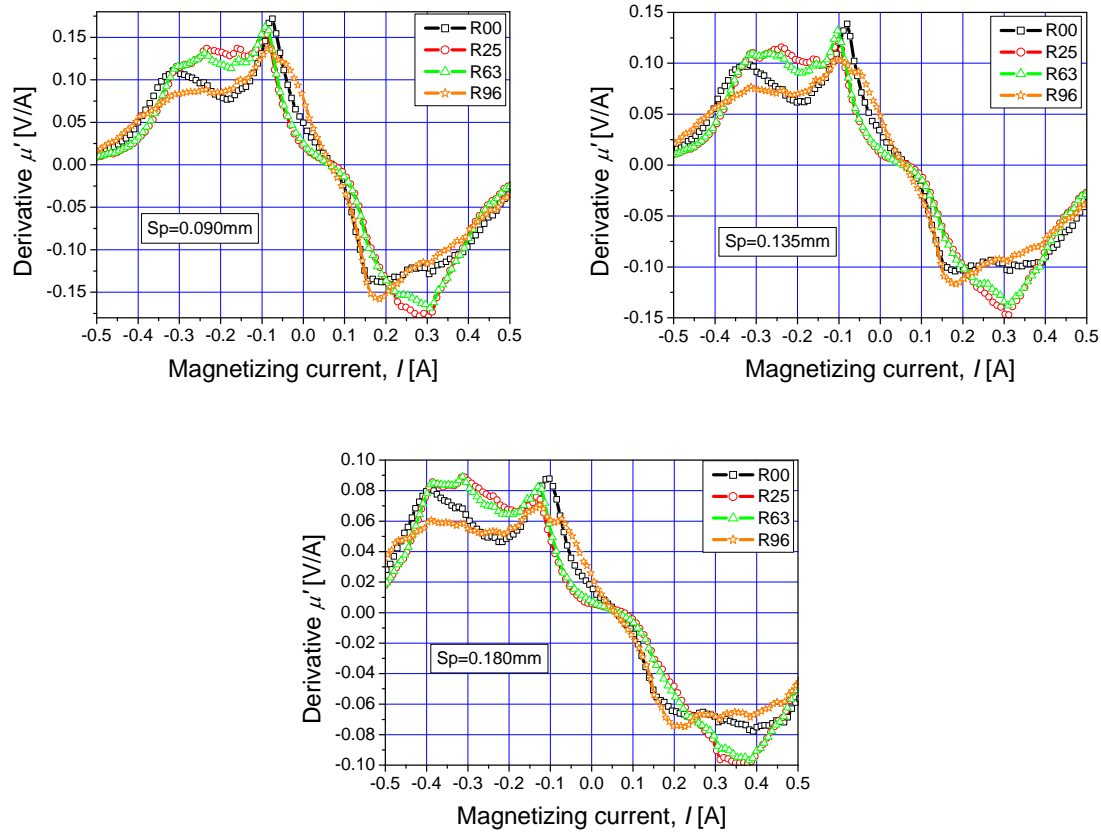 Derivative μ' [V/A]
0.15
0.10
0.05
0.00
-0.05
-0.10
-0.15
R00
R25
R63
R96
Sp=0.090mm
-0.5 -0.4 -0.3 -0.2 -0.1 0.0 0.1 0.2 0.3 0.4 0.5
Magnetizing current, I [A]
Derivative μ' [V/A]
0.15
0.10
0.05
0.00
-0.05
-0.10
-0.15
R00
R25
R63
R96
Sp=0.135mm
-0.5 -0.4 -0.3 -0.2 -0.1 0.0 0.1 0.2 0.3 0.4 0.5
Magnetizing current, I [A]
Derivative μ' [V/A]
0.10
0.08
0.06
0.04
0.02
0.00
-0.02
-0.04
-0.06
-0.08
-0.10
R00
R25
R63
R96
Sp=0.180mm
-0.5 -0.4 -0.3 -0.2 -0.1 0.0 0.1 0.2 0.3 0.4 0.5
Magnetizing current, I [A]